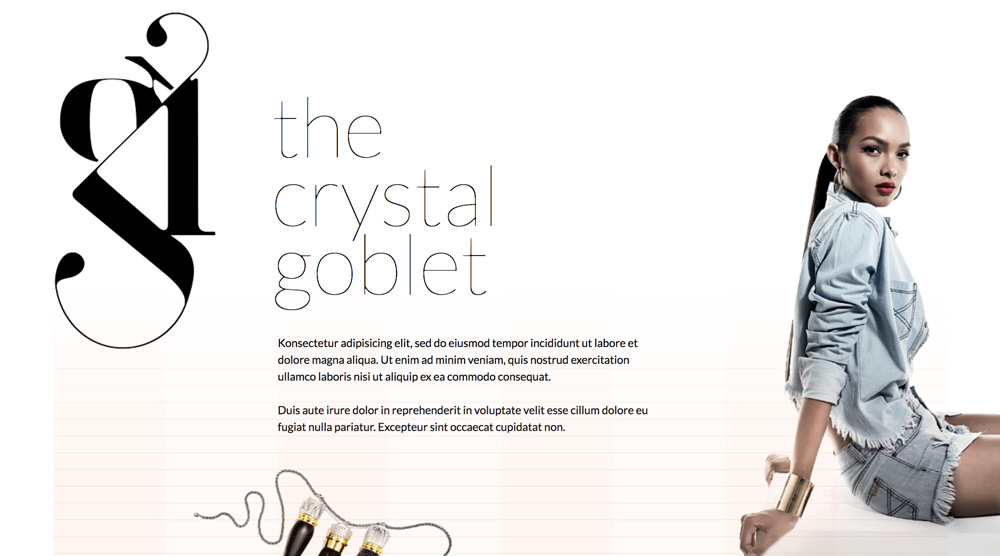 gi
the
crystal
goblet
Konsectetur adipisicing elit, sed do eiusmod tempor incididunt ut labore et
dolore magna aliqua. Ut enim ad minim veniam, quis nostrud exercitation
ullamco laboris nisi ut aliquip ex ea commodo consequat.
Duis aute irure dolor in reprehenderit in voluptate velit esse cillum dolore eu
fugiat nulla pariatur. Excepteur sint occaecat cupidatat non.